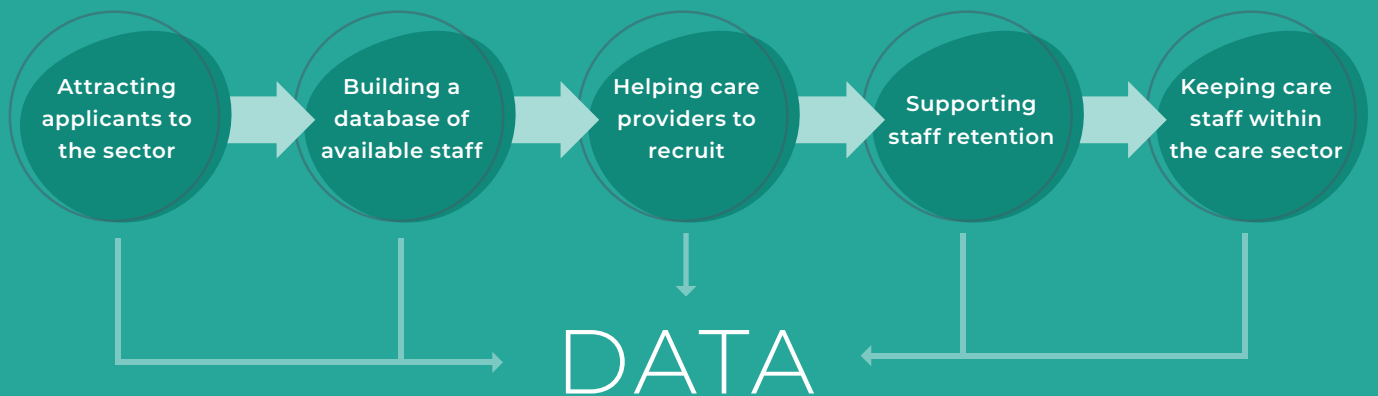 Attracting
applicants to
the sector
Building a
database of
available staff
Helping care
providers to
recruit
Supporting
staff retention
Keeping care
staff within
the care sector
DATA